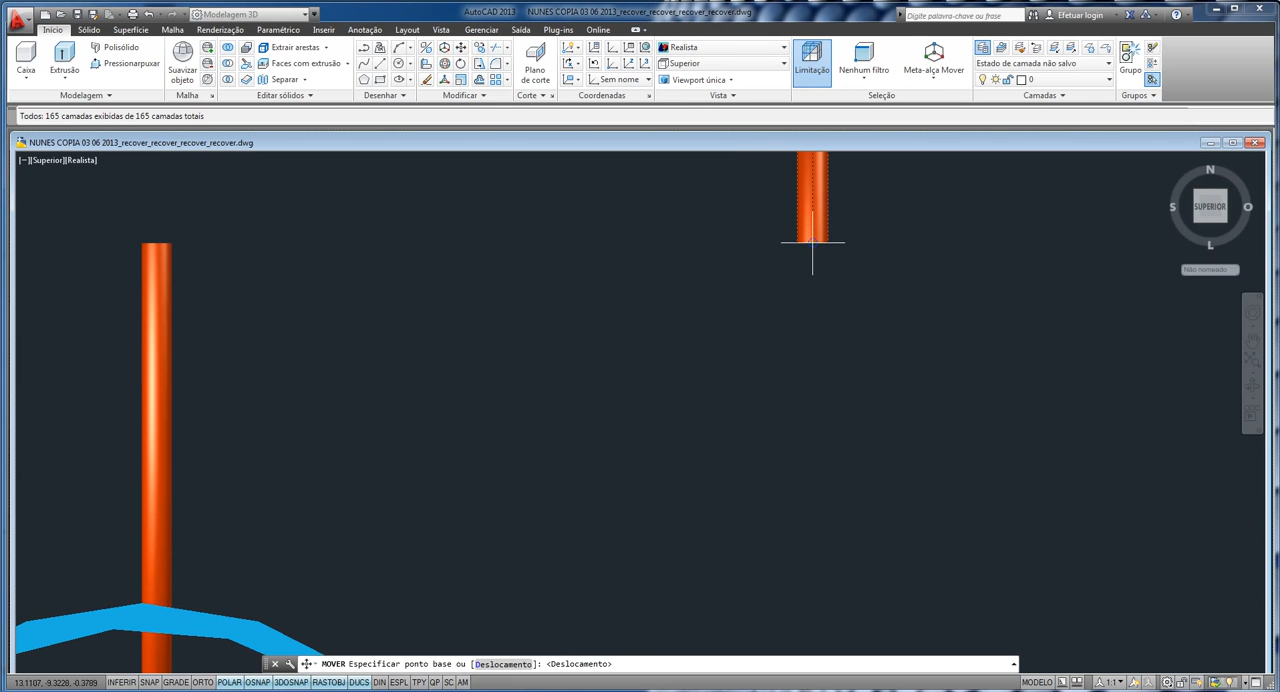 Modelagem 3D
AutoCAD 2013 NUNES COPIA 03 06 2013_recover_recover_recover_recover.dwg
Digite palavra-chave ou frase
Efetuar login
Início Sólido Superfície Malha Renderização Paramétrico Inserir Anotação Layout Vista Gerenciar Saída Plug-ins Online
Caixa
Extrusão
Polisólido
Pressionarpuxar
Suavizar objeto
Extrair arestas
Faces com extrusão
Separar
Plano de corte
Sem nome
Realista
Superior
Viewport única
Limitação
Nenhum filtro
Meta-alça Mover
Estado de camada não salvo
0
Grupo
Modelagem Malha Editar sólidos Desenhar Modificar Corte Coordenadas Vista Seleção Camadas Grupos
Todos: 165 camadas exibidas de 165 camadas totais
NUNES COPIA 03 06 2013_recover_recover_recover_recover.dwg
[−][Superior][Realista]
N
S SUPERIOR O
L
Não nomeado
MOVER Especificar ponto base ou [Deslocamento]: <Deslocamento>
13.1107, -9.3228, -0.3789 INFERIR SNAP GRADE ORTO POLAR OSNAP 3DOSNAP RASTOBJ DUCS DIN ESPL TPY QP SC AM MODELO 1:1